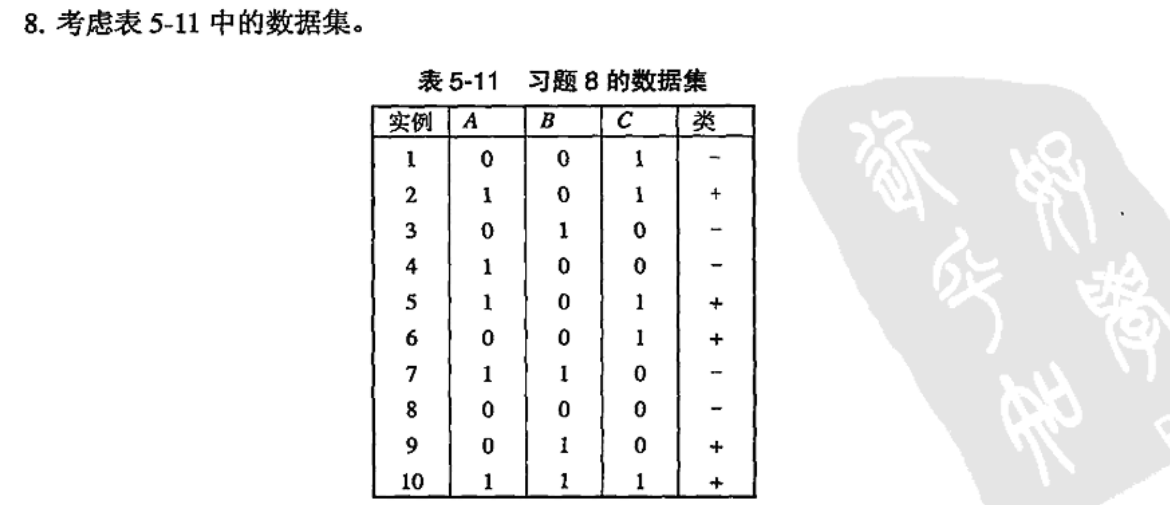 8. 考虑表 5-11 中的数据集。
表 5-11 习题 8 的数据集
实例 A B C 类
1 0 0 1 −
2 1 0 1 +
3 0 1 0 −
4 1 0 0 −
5 1 0 1 +
6 0 0 1 +
7 1 1 0 −
8 0 0 0 −
9 0 1 0 +
10 1 1 1 +